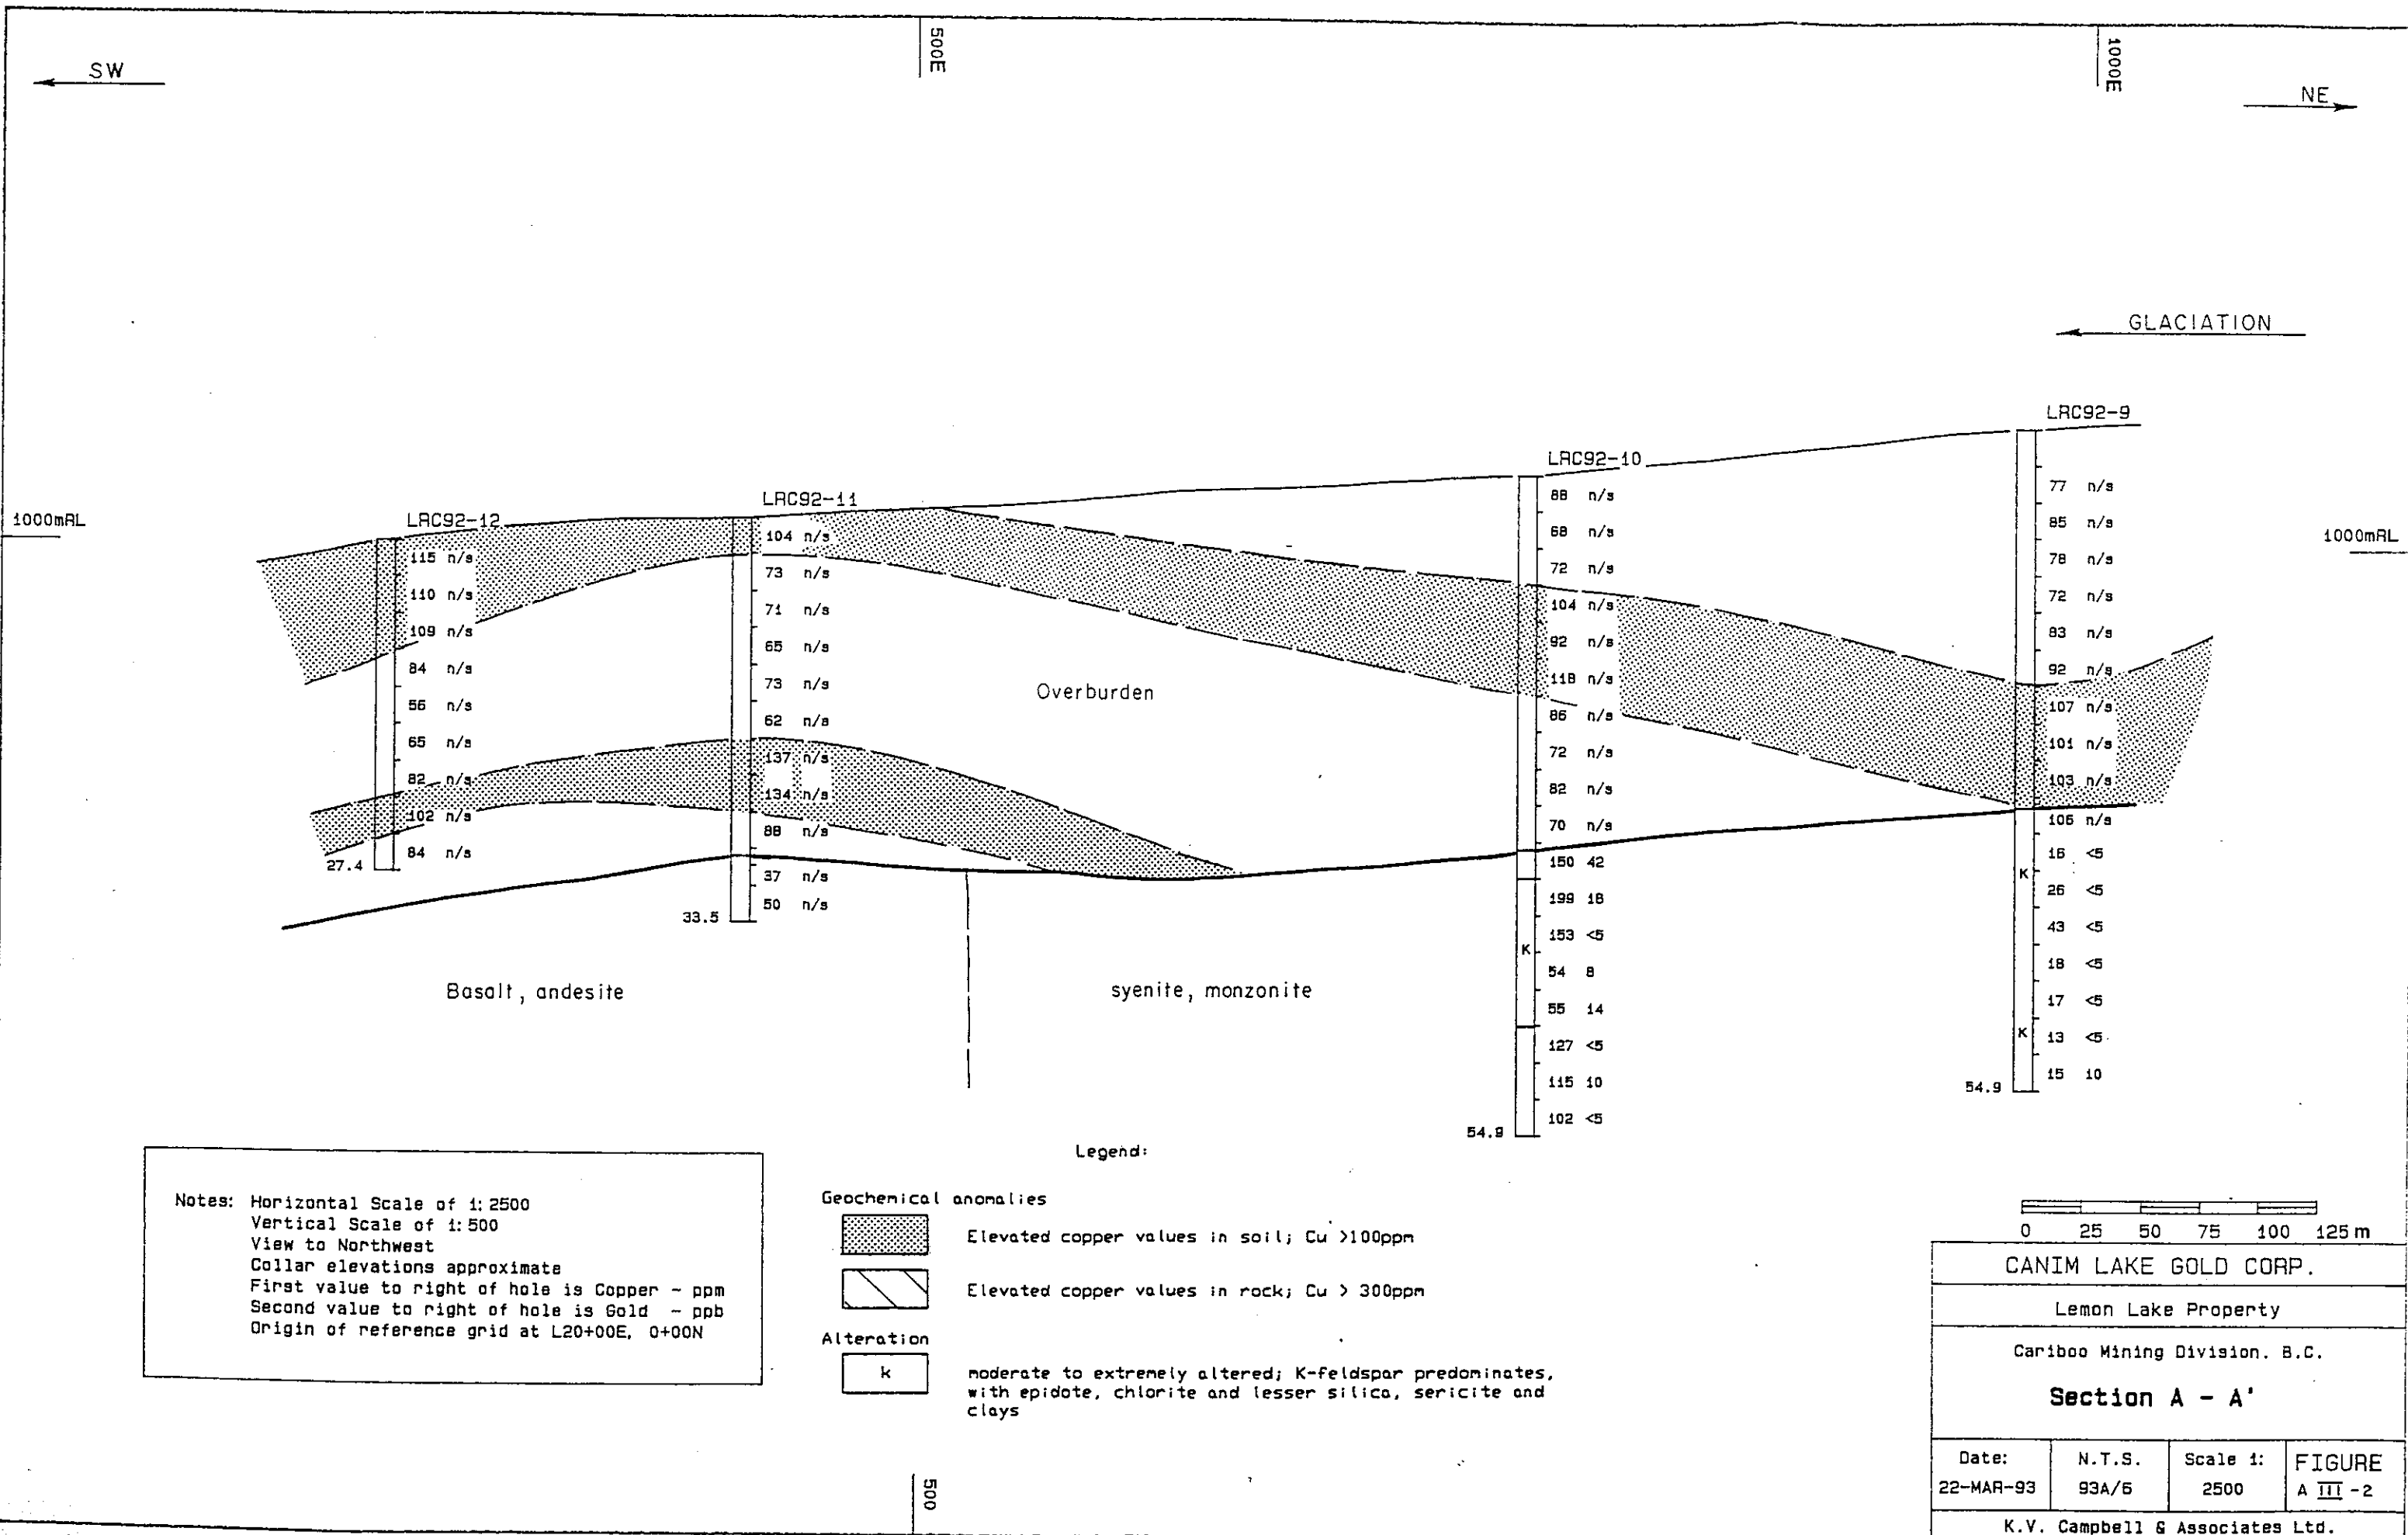 500E
1000E
SW
NE
GLACIATION
LRC92-9
LRC92-10
LRC92-11
LRC92-12
1000mRL
1000mRL
115 n/s
110 n/s
109 n/s
84 n/s
56 n/s
65 n/s
82 n/s
102 n/s
84 n/s
27.4
104 n/s
73 n/s
71 n/s
65 n/s
73 n/s
62 n/s
137 n/s
134 n/s
88 n/s
37 n/s
50 n/s
33.5
Overburden
88 n/s
68 n/s
72 n/s
104 n/s
92 n/s
118 n/s
86 n/s
72 n/s
82 n/s
70 n/s
150 42
199 18
153 <5
K
54 8
55 14
127 <5
115 10
102 <5
54.9
77 n/s
85 n/s
78 n/s
72 n/s
83 n/s
92 n/s
107 n/s
101 n/s
103 n/s
106 n/s
16 <5
K
26 <5
43 <5
18 <5
17 <5
K
13 <5
15 10
54.9
Basalt, andesite
syenite, monzonite
Notes: Horizontal Scale of 1:2500
Vertical Scale of 1:500
View to Northwest
Collar elevations approximate
First value to right of hole is Copper - ppm
Second value to right of hole is Gold - ppb
Origin of reference grid at L20+00E, 0+00N
Legend:
Geochemical anomalies
Elevated copper values in soil; Cu >100ppm
Elevated copper values in rock; Cu > 300ppm
Alteration
k
moderate to extremely altered; K-feldspar predominates,
with epidote, chlorite and lesser silica, sericite and
clays
0 25 50 75 100 125 m
CANIM LAKE GOLD CORP.
Lemon Lake Property
Cariboo Mining Division. B.C.
Section A - A'
Date:
22-MAR-93
N.T.S.
93A/6
Scale 1:
2500
FIGURE
A III -2
K.V. Campbell & Associates Ltd.
500